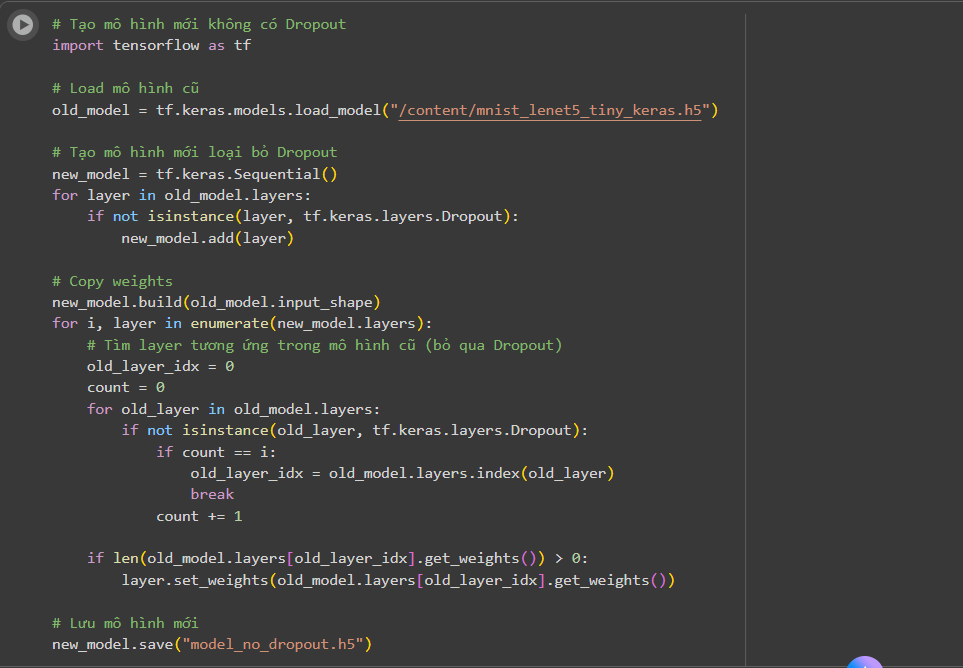 # Tạo mô hình mới không có Dropout
import tensorflow as tf
# Load mô hình cũ
old_model = tf.keras.models.load_model("/content/mnist_lenet5_tiny_keras.h5")
# Tạo mô hình mới loại bỏ Dropout
new_model = tf.keras.Sequential()
for layer in old_model.layers:
    if not isinstance(layer, tf.keras.layers.Dropout):
        new_model.add(layer)
# Copy weights
new_model.build(old_model.input_shape)
for i, layer in enumerate(new_model.layers):
    # Tìm layer tương ứng trong mô hình cũ (bỏ qua Dropout)
    old_layer_idx = 0
    count = 0
    for old_layer in old_model.layers:
        if not isinstance(old_layer, tf.keras.layers.Dropout):
            if count == i:
                old_layer_idx = old_model.layers.index(old_layer)
                break
            count += 1
    if len(old_model.layers[old_layer_idx].get_weights()) > 0:
        layer.set_weights(old_model.layers[old_layer_idx].get_weights())
# Lưu mô hình mới
new_model.save("model_no_dropout.h5")